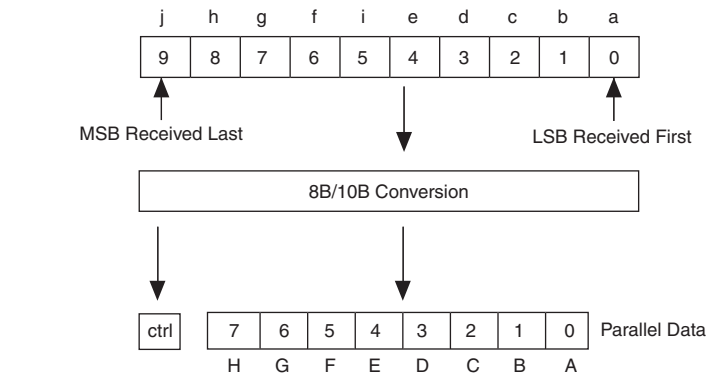 j h g f i e d c b a
9 8 7 6 5 4 3 2 1 0
MSB Received Last
LSB Received First
8B/10B Conversion
ctrl 7 6 5 4 3 2 1 0 Parallel Data
H G F E D C B A